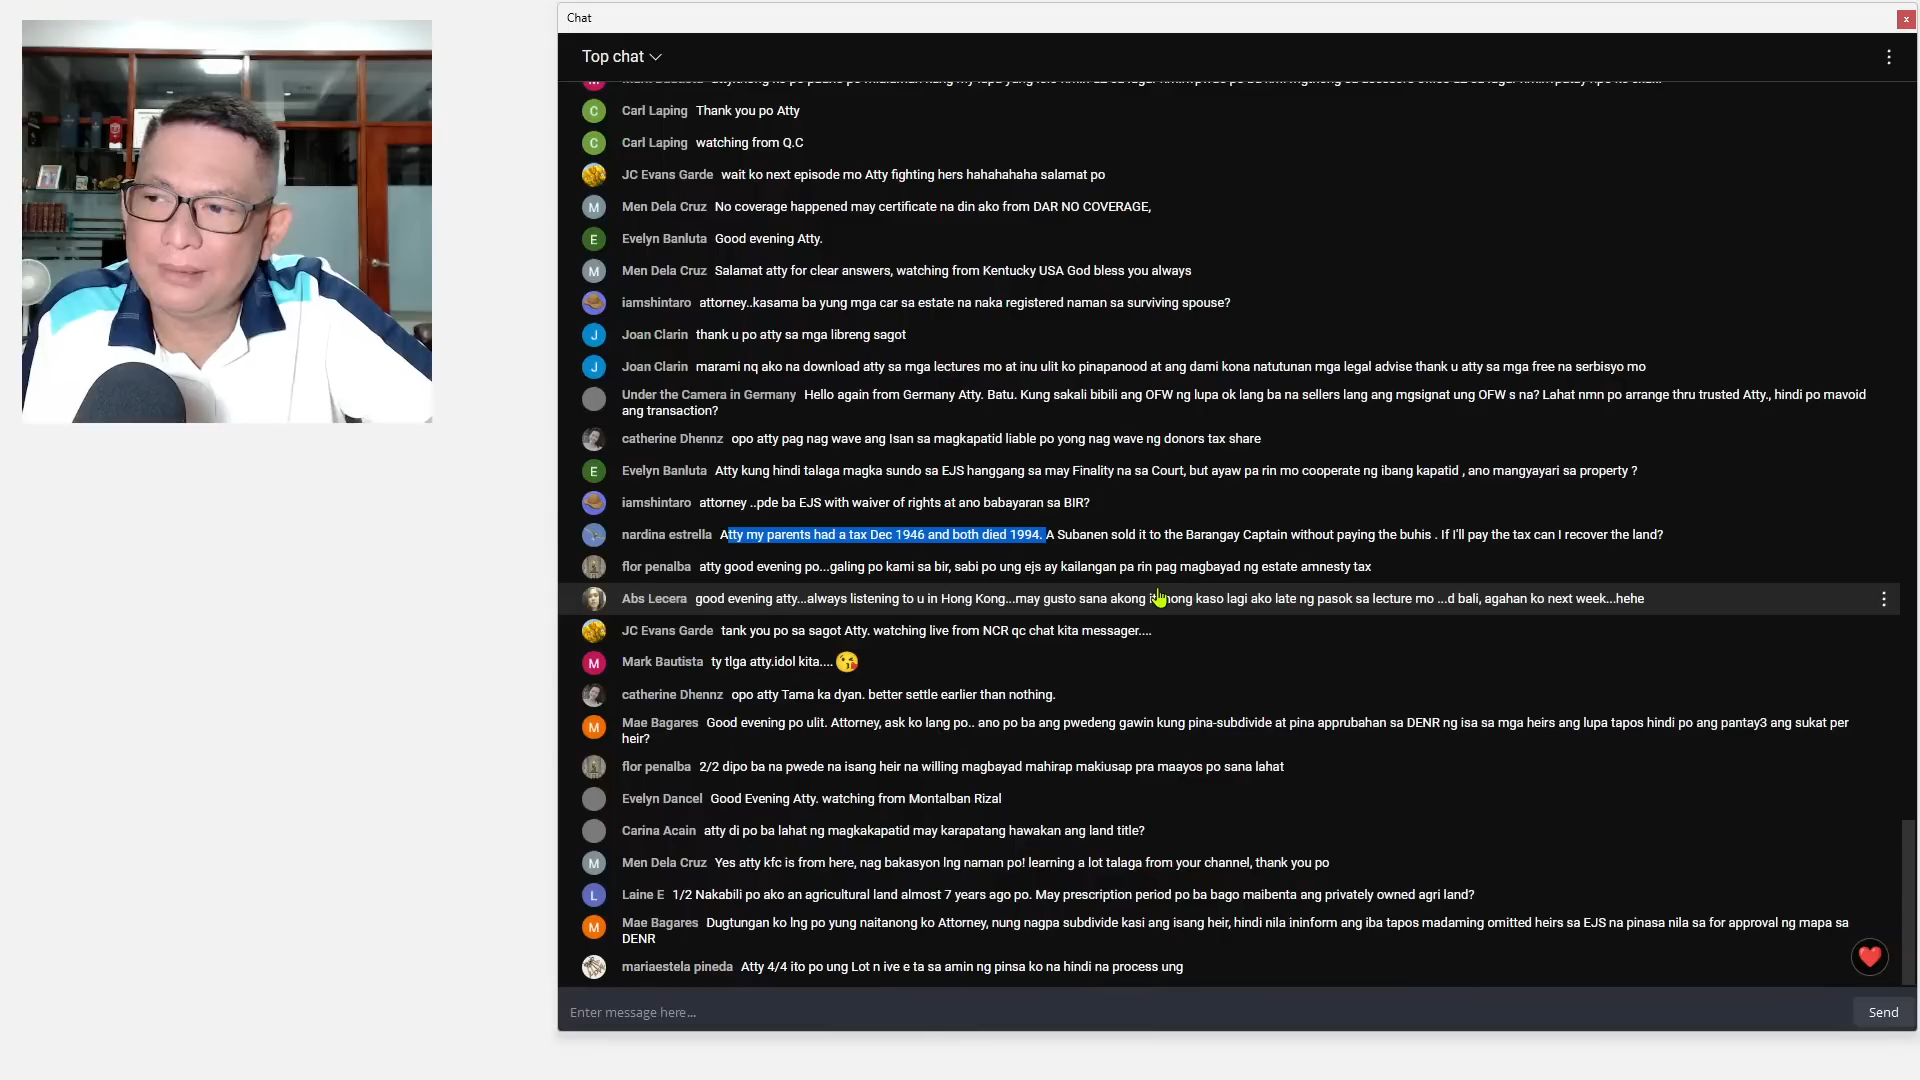 Chat
x
Top chat
C Carl Laping Thank you po Atty
C Carl Laping watching from Q.C
JC Evans Garde wait ko next episode mo Atty fighting hers hahahahaha salamat po
M Men Dela Cruz No coverage happened may certificate na din ako from DAR NO COVERAGE,
E Evelyn Banluta Good evening Atty.
M Men Dela Cruz Salamat atty for clear answers, watching from Kentucky USA God bless you always
iamshintaro attorney..kasama ba yung mga car sa estate na naka registered naman sa surviving spouse?
J Joan Clarin thank u po atty sa mga libreng sagot
J Joan Clarin marami nq ako na download atty sa mga lectures mo at inu ulit ko pinapanood at ang dami kona natutunan mga legal advise thank u atty sa mga free na serbisyo mo
Under the Camera in Germany Hello again from Germany Atty. Batu. Kung sakali bibili ang OFW ng lupa ok lang ba na sellers lang ang mgsignat ung OFW s na? Lahat nmn po arrange thru trusted Atty., hindi po mavoid
ang transaction?
catherine Dhennz opo atty pag nag wave ang Isan sa magkapatid liable po yong nag wave ng donors tax share
E Evelyn Banluta Atty kung hindi talaga magka sundo sa EJS hanggang sa may Finality na sa Court, but ayaw pa rin mo cooperate ng ibang kapatid , ano mangyayari sa property ?
iamshintaro attorney ..pde ba EJS with waiver of rights at ano babayaran sa BIR?
nardina estrella Atty my parents had a tax Dec 1946 and both died 1994. A Subanen sold it to the Barangay Captain without paying the buhis . If I'll pay the tax can I recover the land?
flor penalba atty good evening po...galing po kami sa bir, sabi po ung ejs ay kailangan pa rin pag magbayad ng estate amnesty tax
Abs Lecera good evening atty...always listening to u in Hong Kong...may gusto sana akong kaso lagi ako late ng pasok sa lecture mo ...d bali, agahan ko next week...hehe
JC Evans Garde tank you po sa sagot Atty. watching live from NCR qc chat kita messager....
M Mark Bautista ty tlga atty.idol kita.... 😘
catherine Dhennz opo atty Tama ka dyan. better settle earlier than nothing.
M Mae Bagares Good evening po ulit. Attorney, ask ko lang po.. ano po ba ang pwedeng gawin kung pina-subdivide at pina apprubahan sa DENR ng isa sa mga heirs ang lupa tapos hindi po ang pantay3 ang sukat per
heir?
flor penalba 2/2 dipo ba na pwede na isang heir na willing magbayad mahirap makiusap pra maayos po sana lahat
Evelyn Dancel Good Evening Atty. watching from Montalban Rizal
Carina Acain atty di po ba lahat ng magkakapatid may karapatang hawakan ang land title?
M Men Dela Cruz Yes atty kfc is from here, nag bakasyon lng naman po! learning a lot talaga from your channel, thank you po
L Laine E 1/2 Nakabili po ako an agricultural land almost 7 years ago po. May prescription period po ba bago maibenta ang privately owned agri land?
M Mae Bagares Dugtungan ko lng po yung naitanong ko Attorney, nung nagpa subdivide kasi ang isang heir, hindi nila ininform ang iba tapos madaming omitted heirs sa EJS na pinasa nila sa for approval ng mapa sa
DENR
mariaestela pineda Atty 4/4 ito po ung Lot n ive e ta sa amin ng pinsa ko na hindi na process ung
Enter message here...
Send